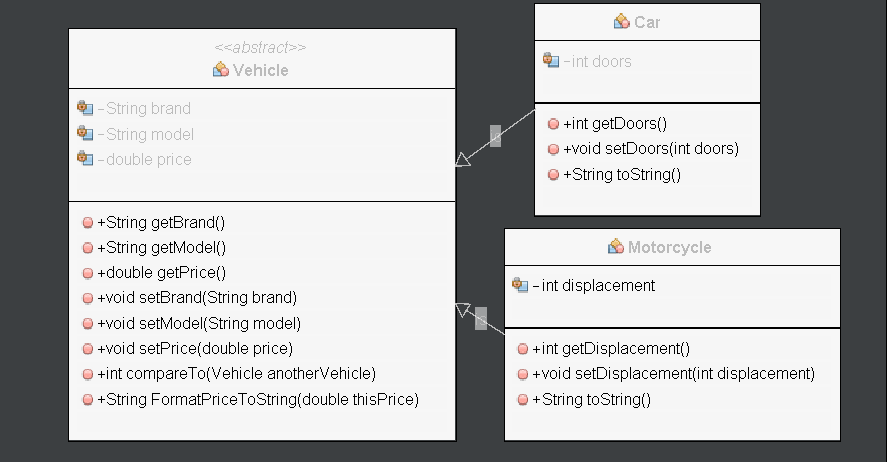 <<abstract>>
Vehicle
-String brand
-String model
-double price
+String getBrand()
+String getModel()
+double getPrice()
+void setBrand(String brand)
+void setModel(String model)
+void setPrice(double price)
+int compareTo(Vehicle anotherVehicle)
+String FormatPriceToString(double thisPrice)
Car
-int doors
+int getDoors()
+void setDoors(int doors)
+String toString()
Motorcycle
-int displacement
+int getDisplacement()
+void setDisplacement(int displacement)
+String toString()